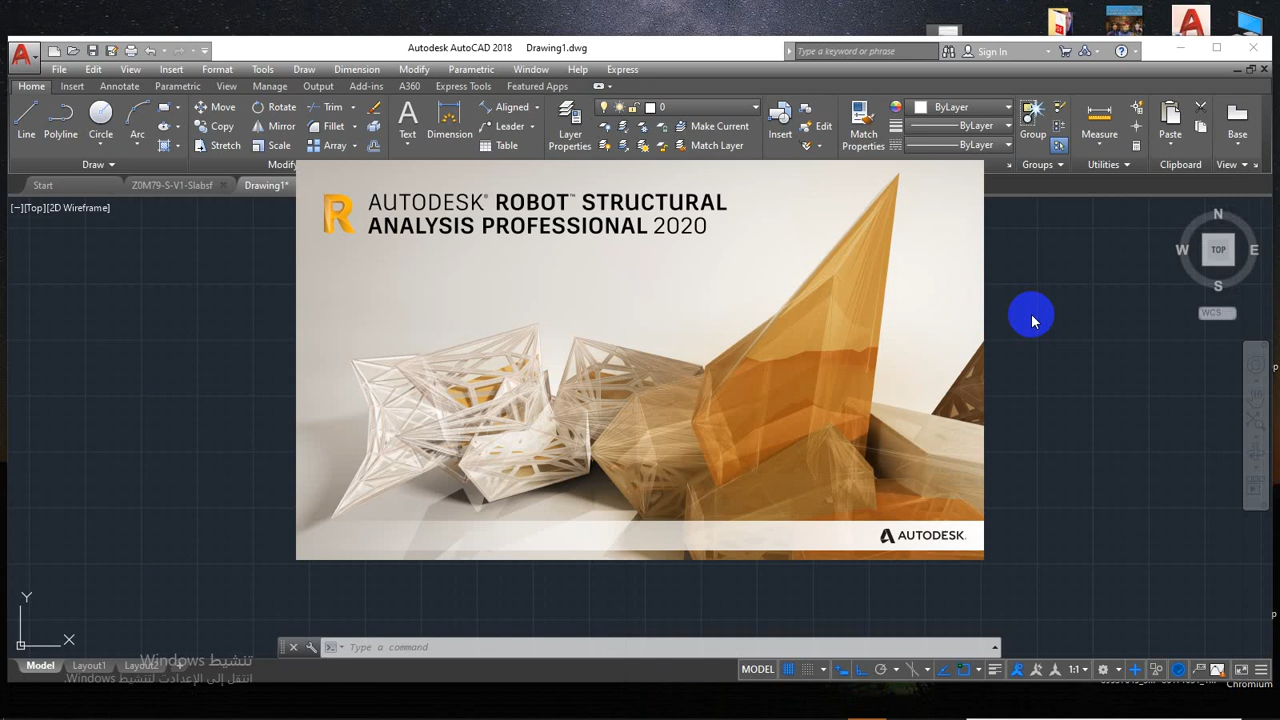 Autodesk AutoCAD 2018 Drawing1.dwg
Type a keyword or phrase
Sign In
File Edit View Insert Format Tools Draw Dimension Modify Parametric Window Help Express
Home Insert Annotate Parametric View Manage Output Add-ins A360 Express Tools Featured Apps
Line Polyline Circle Arc
Move Rotate Trim
Copy Mirror Fillet
Stretch Scale Array
Text Dimension
Aligned
Leader
Table
Layer
Properties
0
Make Current
Match Layer
Insert
Edit
Match
Properties
ByLayer
ByLayer
ByLayer
Group
Measure
Paste
Base
Draw
Groups Utilities Clipboard View
Start Z0M79-S-V1-Slabsf Drawing1*
[−][Top][2D Wireframe]
N
W TOP E
S
WCS
AUTODESK® ROBOT™ STRUCTURAL
ANALYSIS PROFESSIONAL 2020
AUTODESK.
Y
X
Type a command
Model Layout1 Layout2 +
تنشيط Windows
انتقل إلى الإعدادت لتنشيط Windows.
MODEL
1:1
Chromium